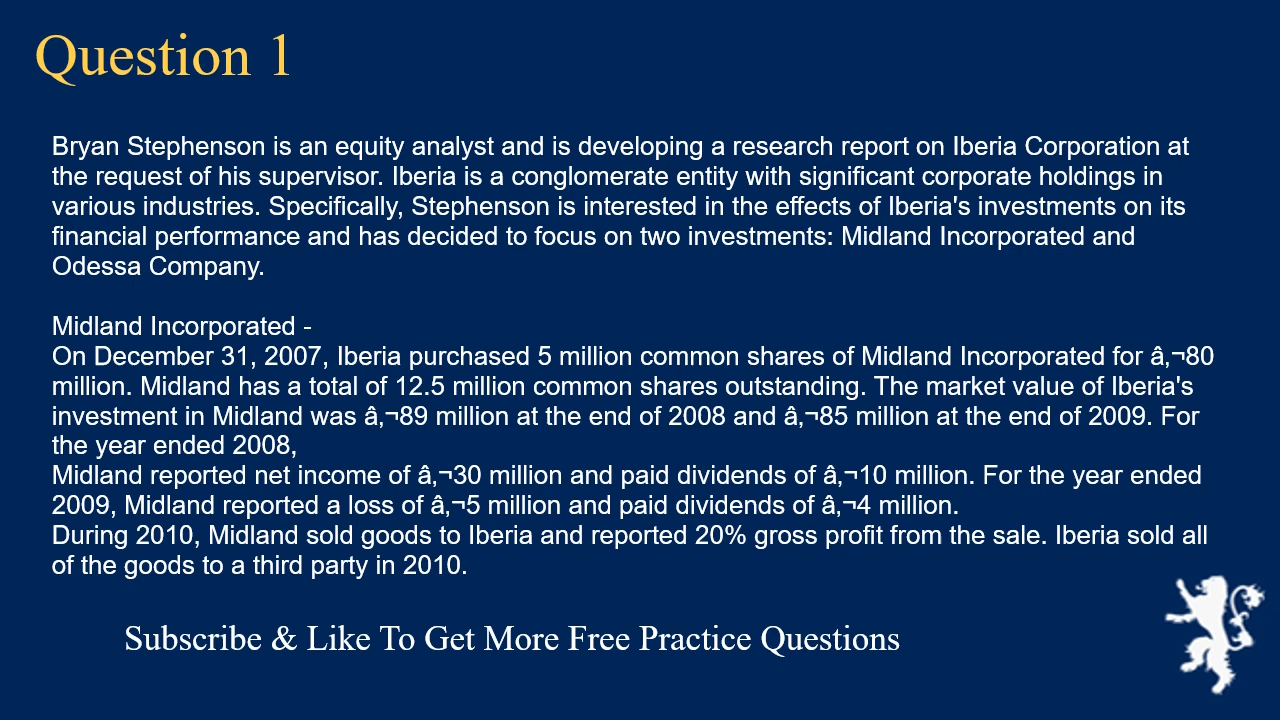 Question 1
Bryan Stephenson is an equity analyst and is developing a research report on Iberia Corporation at
the request of his supervisor. Iberia is a conglomerate entity with significant corporate holdings in
various industries. Specifically, Stephenson is interested in the effects of Iberia's investments on its
financial performance and has decided to focus on two investments: Midland Incorporated and
Odessa Company.
Midland Incorporated -
On December 31, 2007, Iberia purchased 5 million common shares of Midland Incorporated for â‚¬80
million. Midland has a total of 12.5 million common shares outstanding. The market value of Iberia's
investment in Midland was â‚¬89 million at the end of 2008 and â‚¬85 million at the end of 2009. For
the year ended 2008,
Midland reported net income of â‚¬30 million and paid dividends of â‚¬10 million. For the year ended
2009, Midland reported a loss of â‚¬5 million and paid dividends of â‚¬4 million.
During 2010, Midland sold goods to Iberia and reported 20% gross profit from the sale. Iberia sold all
of the goods to a third party in 2010.
Subscribe & Like To Get More Free Practice Questions